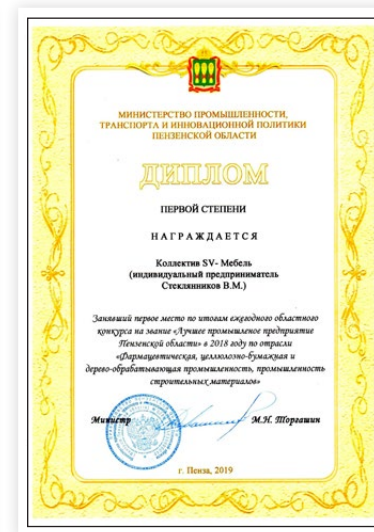 МИНИСТЕРСТВО ПРОМЫШЛЕННОСТИ,
ТРАНСПОРТА И ИННОВАЦИОННОЙ ПОЛИТИКИ
ПЕНЗЕНСКОЙ ОБЛАСТИ
ДИПЛОМ
ПЕРВОЙ СТЕПЕНИ
НАГРАЖДАЕТСЯ
Коллектив SV- Мебель
(индивидуальный предприниматель
Стеклянников В.М.)
Занявший первое место по итогам ежегодного областного
конкурса на звание «Лучшее промышленое предприятие
Пензенской области» в 2018 году по отрасли
«Фармацевтическая, целлюлозно-бумажная и
дерево-обрабатывающая промышленность, промышленность
строительных материалов»
Министр М.Н. Торгашин
г. Пенза, 2019